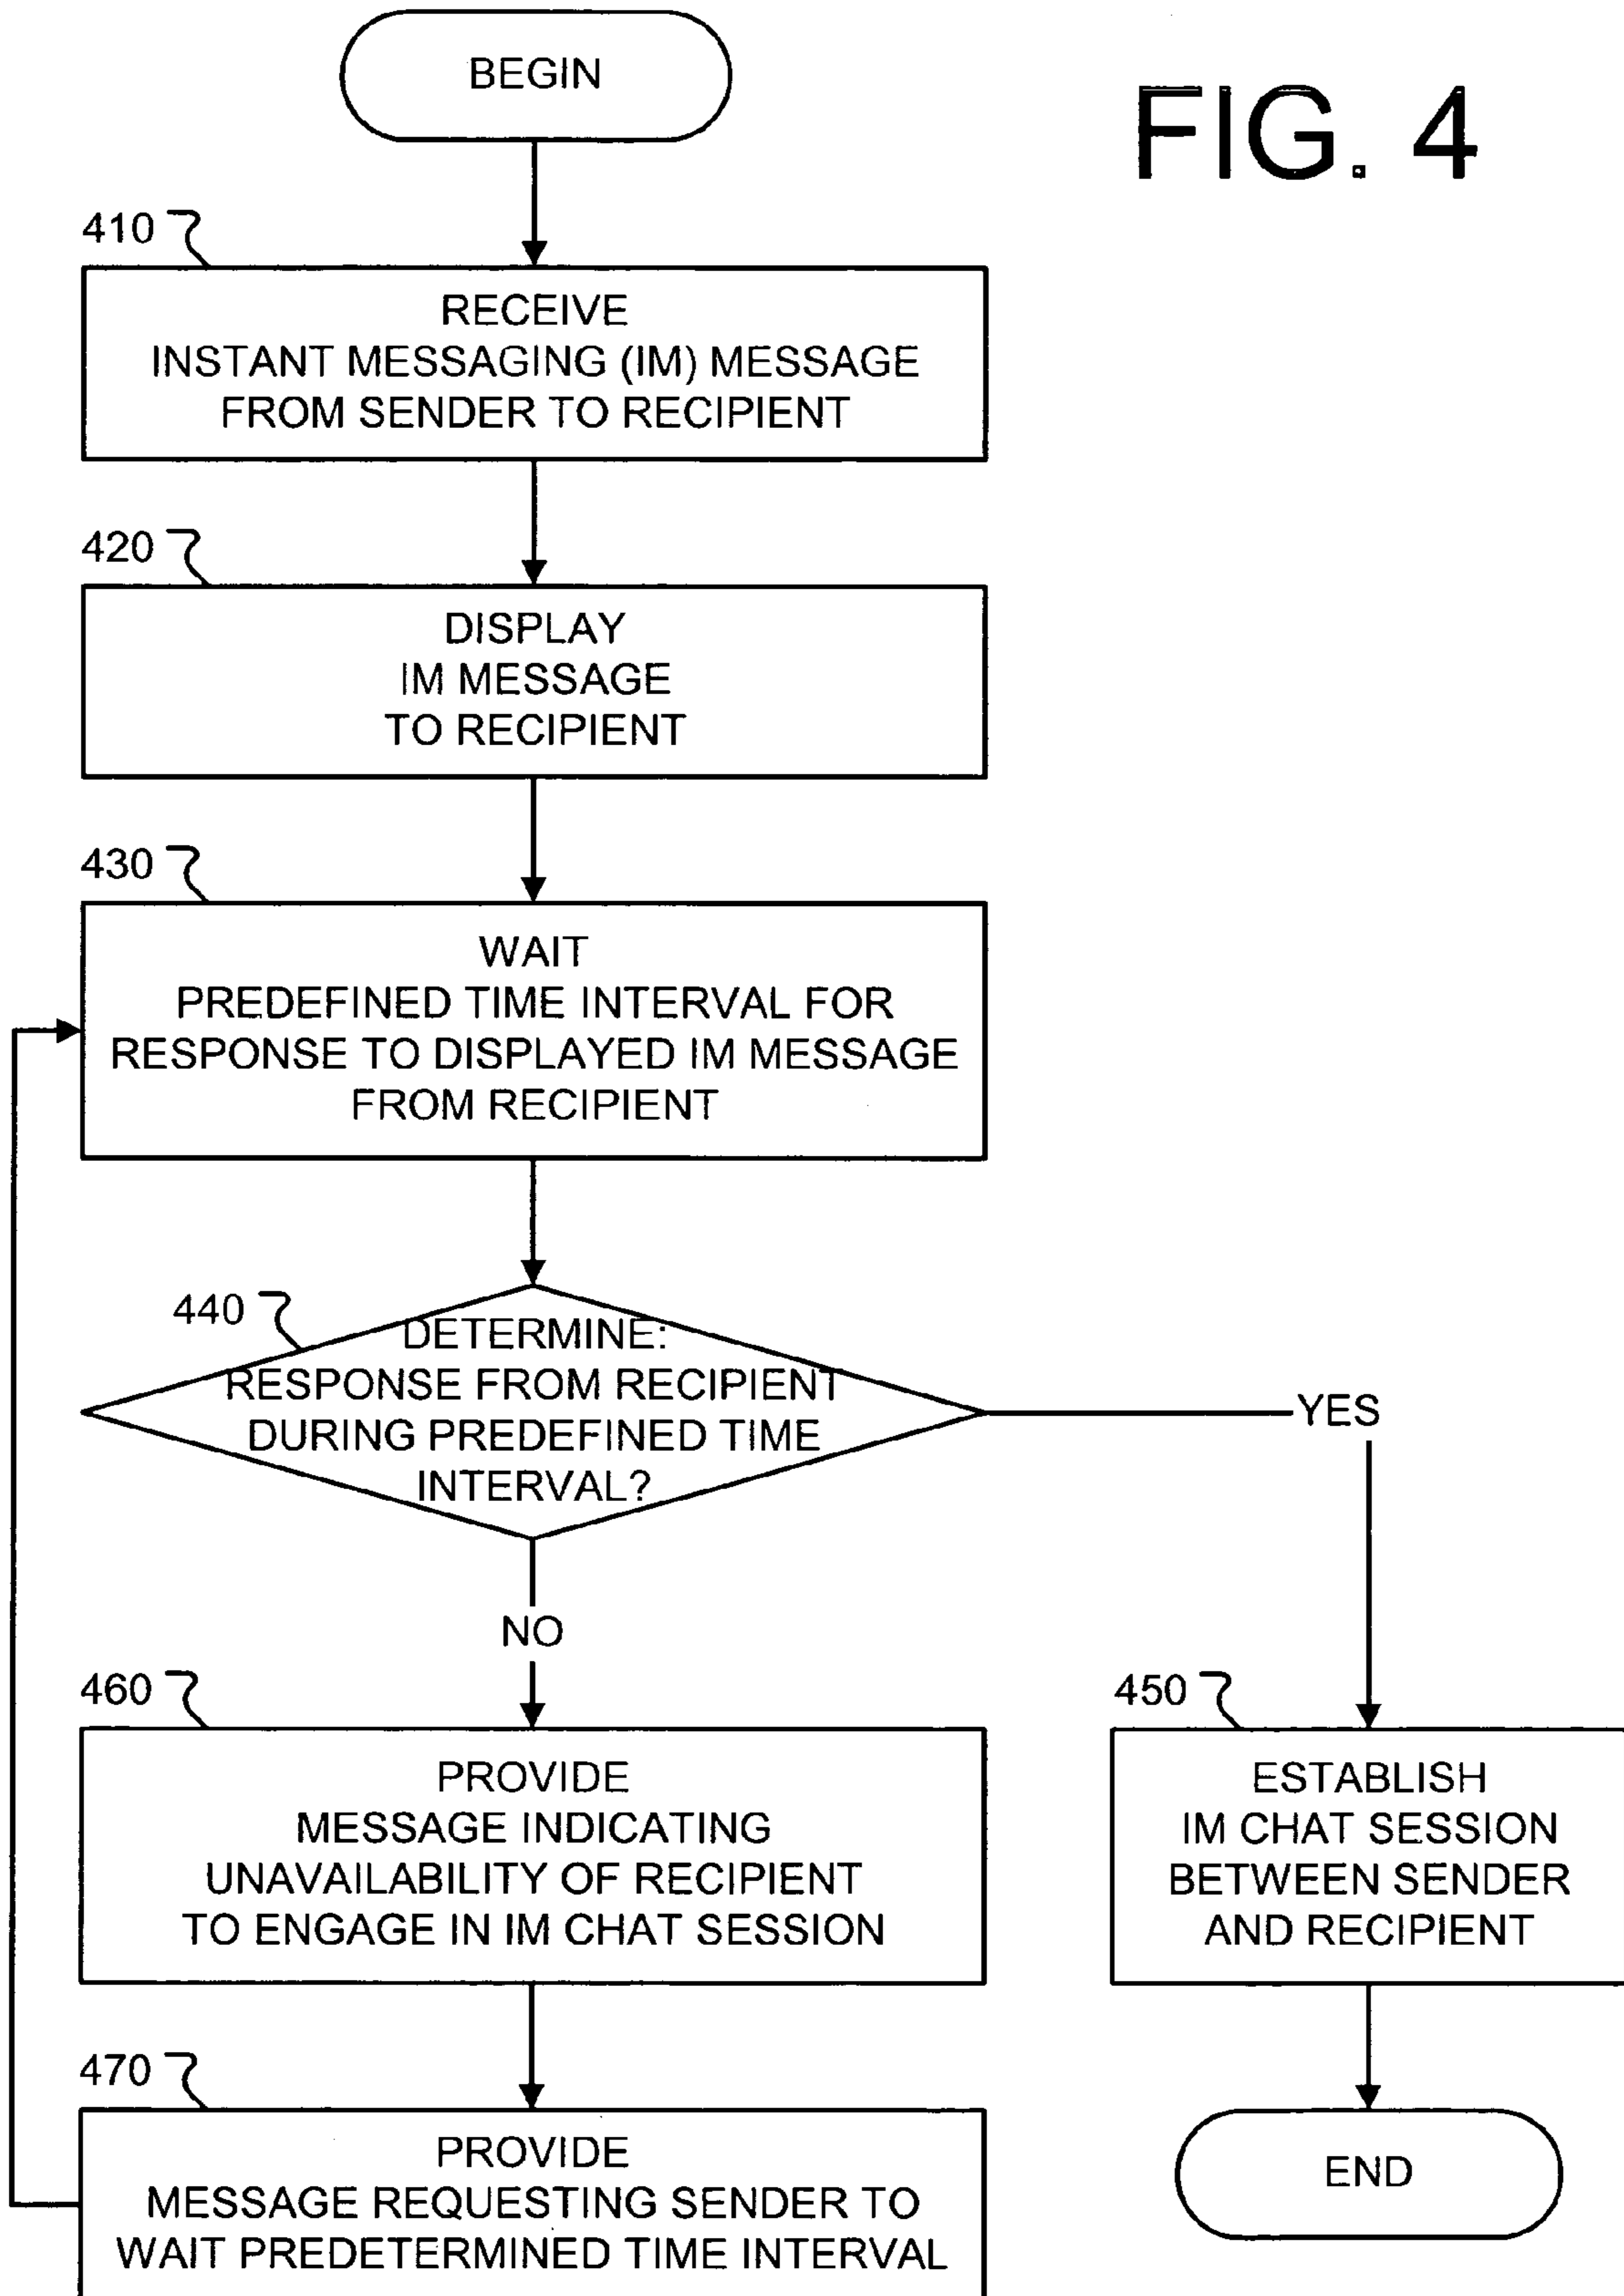 BEGIN
FIG. 4
410
RECEIVE
INSTANT MESSAGING (IM) MESSAGE
FROM SENDER TO RECIPIENT
420
DISPLAY
IM MESSAGE
TO RECIPIENT
430
WAIT
PREDEFINED TIME INTERVAL FOR
RESPONSE TO DISPLAYED IM MESSAGE
FROM RECIPIENT
440
DETERMINE:
RESPONSE FROM RECIPIENT
DURING PREDEFINED TIME
INTERVAL?
YES
NO
460
PROVIDE
MESSAGE INDICATING
UNAVAILABILITY OF RECIPIENT
TO ENGAGE IN IM CHAT SESSION
450
ESTABLISH
IM CHAT SESSION
BETWEEN SENDER
AND RECIPIENT
470
PROVIDE
MESSAGE REQUESTING SENDER TO
WAIT PREDETERMINED TIME INTERVAL
END